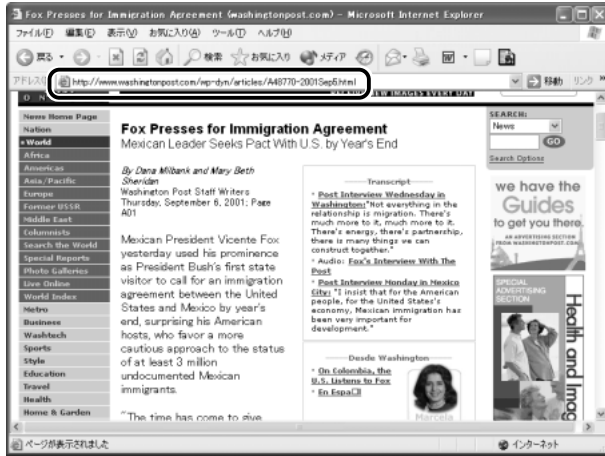 Fox Presses for Immigration Agreement (washingtonpost.com) - Microsoft Internet Explorer
ファイル(F) 編集(E) 表示(V) お気に入り(A) ツール(T) ヘルプ(H)
戻る 検索 お気に入り メディア
アドレス(D) http://www.washingtonpost.com/wp-dyn/articles/A48770-2001Sep5.html 移動 リンク
NEW IMAGES EVERY DAY
News Home Page
Nation
World
Africa
Americas
Asia/Pacific
Europe
Former USSR
Middle East
Columnists
Search the World
Special Reports
Photo Galleries
Live Online
World Index
Metro
Business
Washtech
Sports
Style
Education
Travel
Health
Home & Garden
Fox Presses for Immigration Agreement
Mexican Leader Seeks Pact With U.S. by Year's End
By Dana Milbank and Mary Beth
Sheridan
Washington Post Staff Writers
Thursday, September 6, 2001; Page
A01
Mexican President Vicente Fox
yesterday used his prominence
as President Bush's first state
visitor to call for an immigration
agreement between the United
States and Mexico by year's
end, surprising his American
hosts, who favor a more
cautious approach to the status
of at least 3 million
undocumented Mexican
immigrants.
"The time has come to give
Transcript
· Post Interview Wednesday in
Washington: "Not everything in the
relationship is migration. There's
much more to it, much more to it.
There's energy, there's partnership,
there is many things we can
construct together."
· Audio: Fox's Interview With The
Post
· Post Interview Monday in Mexico
City: "I insist that for the American
people, for the United States's
economy, Mexican immigration has
been very important for
development."
Desde Washington
· On Colombia, the
U.S. Listens to Fox
· En Espa□l
Marcela
SEARCH:
News
GO
Search Options
we have the
Guides
to get you there.
AN ADVERTISING SECTION
FROM WASHINGTONPOST.COM
SPECIAL
ADVERTISING
SECTION
Health and Imag
ページが表示されました インターネット